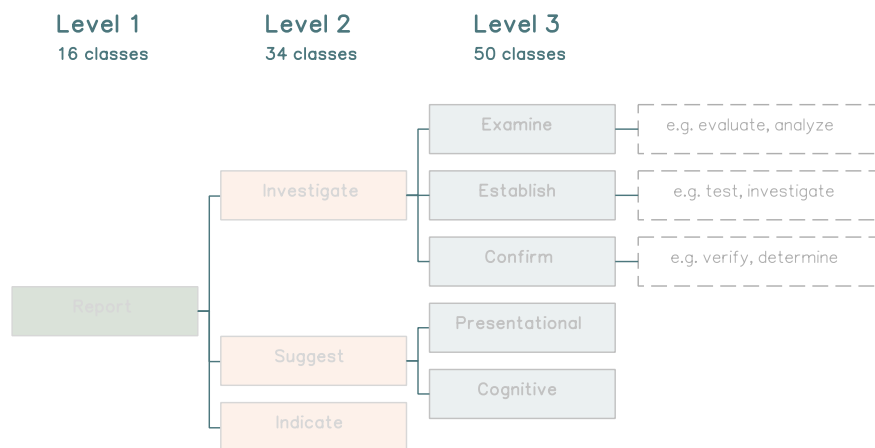 Level 1
16 classes
Level 2
34 classes
Level 3
50 classes
Examine
e.g. evaluate, analyze
Investigate
Establish
e.g. test, investigate
Confirm
e.g. verify, determine
Report
Presentational
Suggest
Cognitive
Indicate